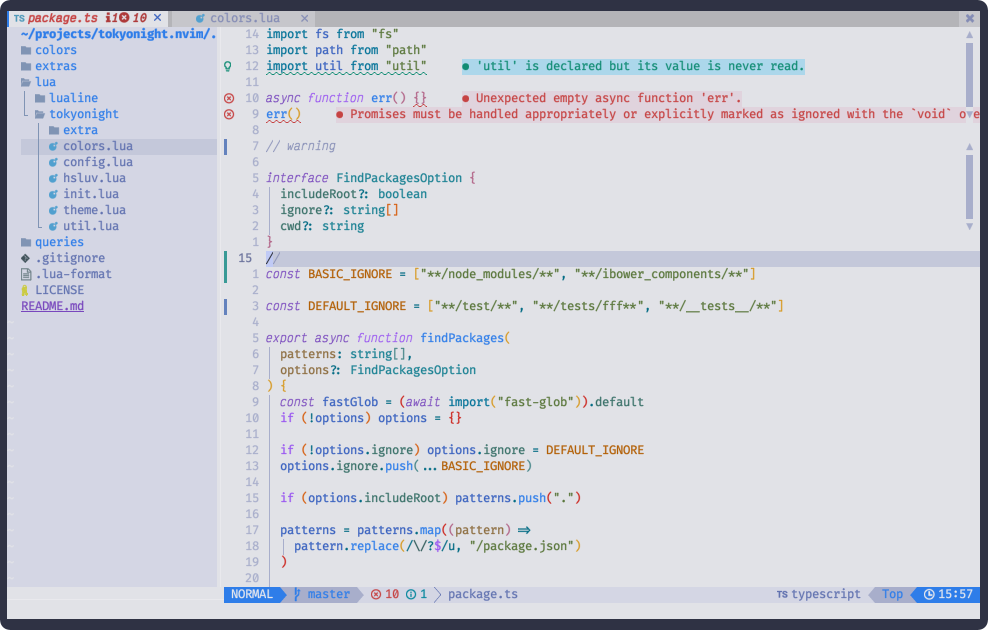 TS package.ts 1 10 × colors.lua × ×
~/projects/tokyonight.nvim/.
colors
extras
lua
lualine
tokyonight
extra
colors.lua
config.lua
hsluv.lua
init.lua
theme.lua
util.lua
queries
.gitignore
.lua-format
LICENSE
README.md
14 import fs from "fs"
13 import path from "path"
12 import util from "util" ● 'util' is declared but its value is never read.
11
10 async function err() {} ● Unexpected empty async function 'err'.
9 err() ● Promises must be handled appropriately or explicitly marked as ignored with the `void` o
8
7 // warning
6
5 interface FindPackagesOption {
4 includeRoot?: boolean
3 ignore?: string[]
2 cwd?: string
1 }
15 //
1 const BASIC_IGNORE = ["**/node_modules/**", "**/ibower_components/**"]
2
3 const DEFAULT_IGNORE = ["**/test/**", "**/tests/fff**", "**/__tests__/**"]
4
5 export async function findPackages(
6 patterns: string[],
7 options?: FindPackagesOption
8 ) {
9 const fastGlob = (await import("fast-glob")).default
10 if (!options) options = {}
11
12 if (!options.ignore) options.ignore = DEFAULT_IGNORE
13 options.ignore.push(...BASIC_IGNORE)
14
15 if (options.includeRoot) patterns.push(".")
16
17 patterns = patterns.map((pattern) =>
18 pattern.replace(/\/?$/u, "/package.json")
19 )
20
NORMAL master 10 1 package.ts TS typescript Top 15:57